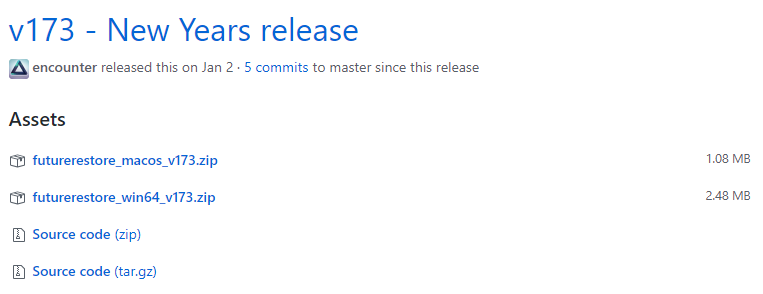 v173 - New Years release
encounter released this on Jan 2 · 5 commits to master since this release
Assets
futurerestore_macos_v173.zip 1.08 MB
futurerestore_win64_v173.zip 2.48 MB
Source code (zip)
Source code (tar.gz)